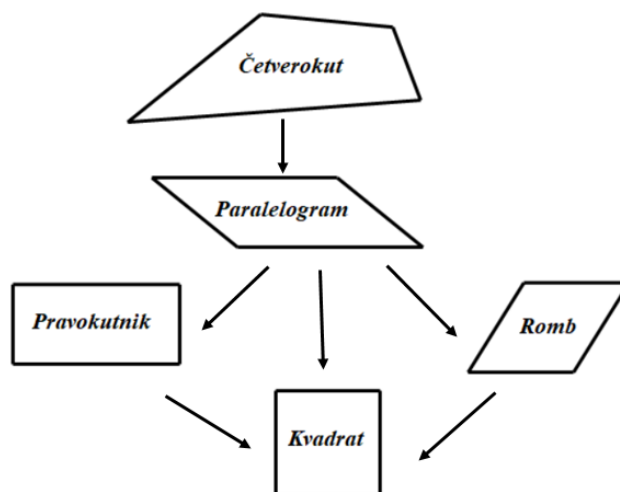 Četverokut
Paralelogram
Pravokutnik
Romb
Kvadrat